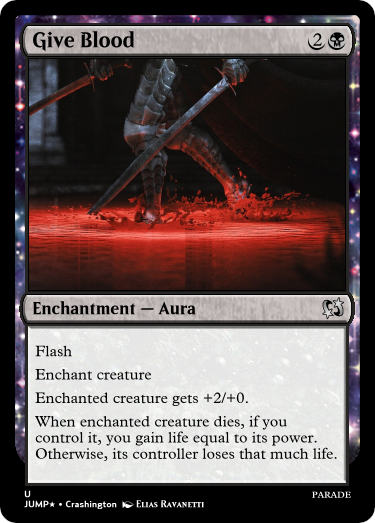 Give Blood 2
Enchantment — Aura
Flash
Enchant creature
Enchanted creature gets +2/+0.
When enchanted creature dies, if you
control it, you gain life equal to its power.
Otherwise, its controller loses that much life.
U PARADE
JUMP★ • Crashington Elias Ravanetti